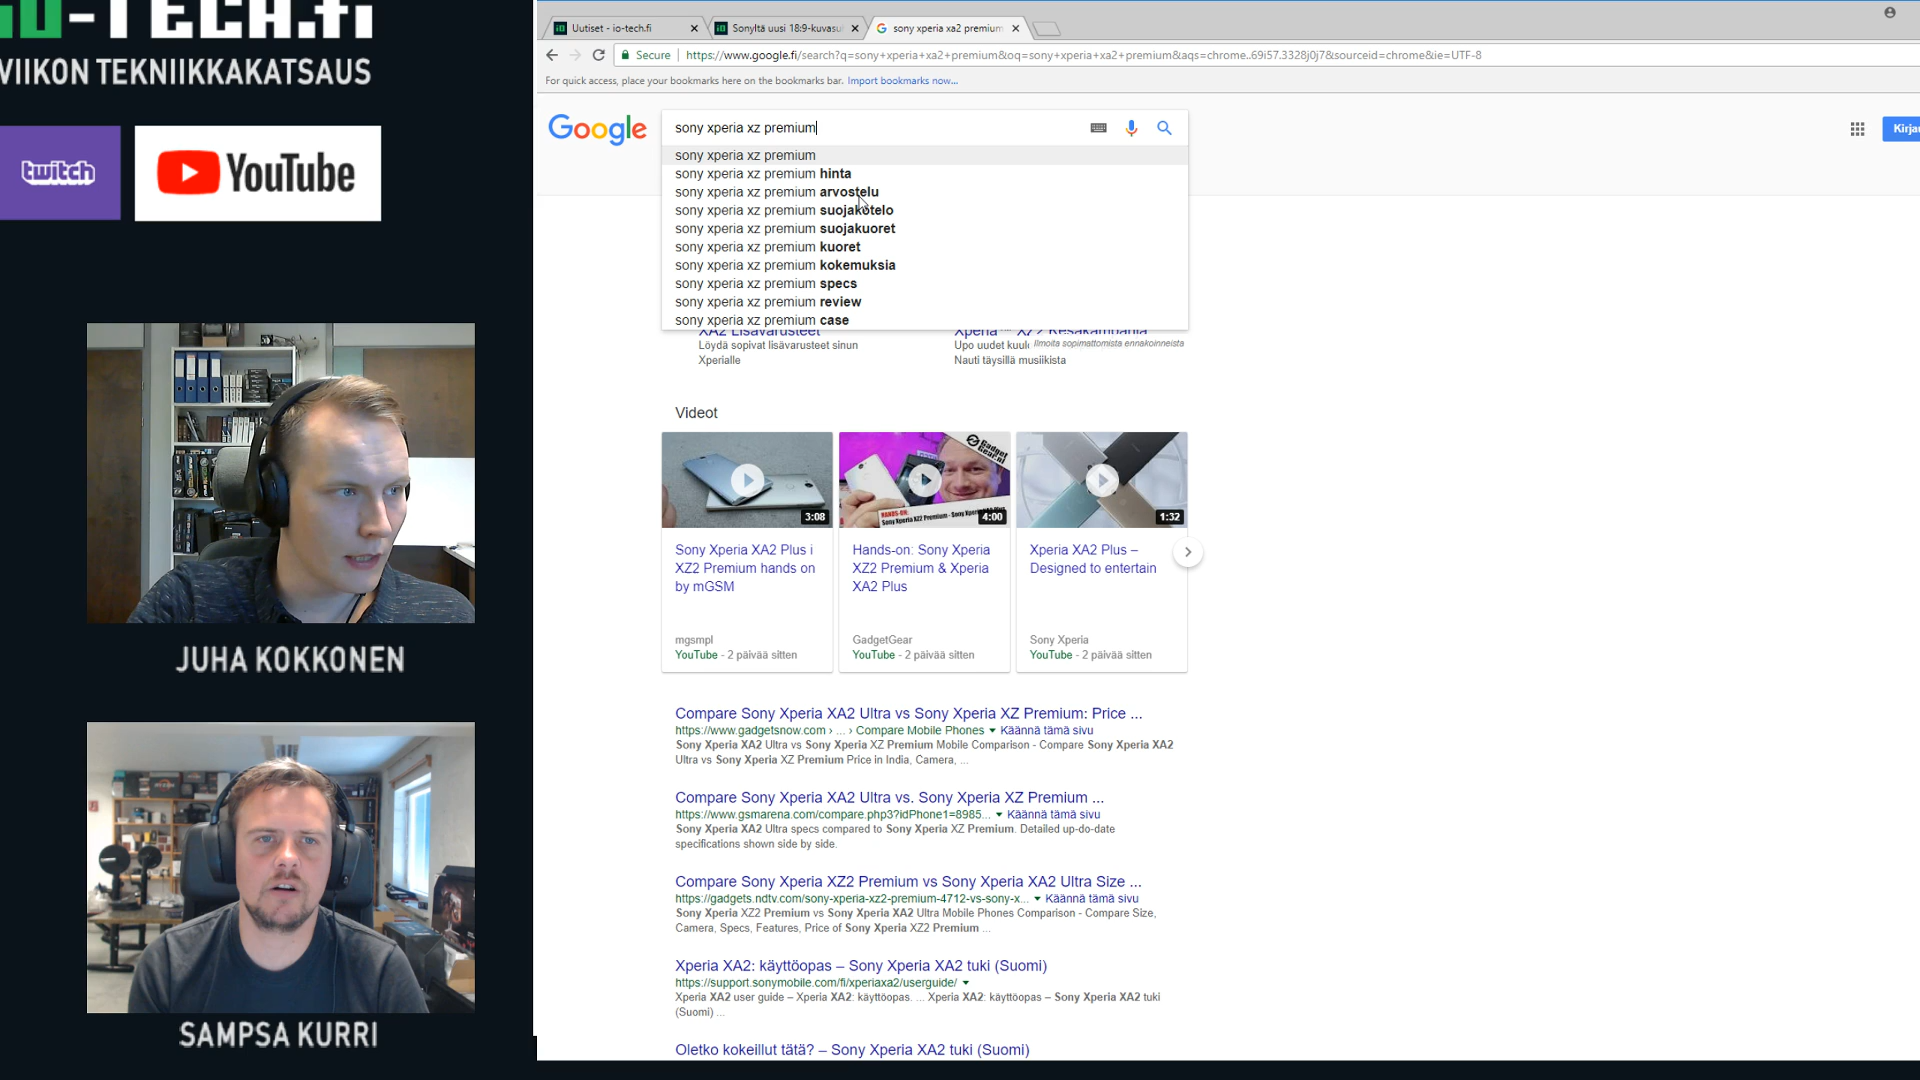 io-TECH.fi
VIIKON TEKNIIKKAKATSAUS
twitch
YouTube
JUHA KOKKONEN
SAMPSA KURRI
Uutiset - io-tech.fi
Sonyltä uusi 18:9-kuvasu
sony xperia xa2 premium
Secure
https://www.google.fi/search?q=sony+xperia+xa2+premium&oq=sony+xperia+xa2+premium&aqs=chrome..69i57.3328j0j7&sourceid=chrome&ie=UTF-8
For quick access, place your bookmarks here on the bookmarks bar. Import bookmarks now...
Google
sony xperia xz premium
Kirjau
sony xperia xz premium
sony xperia xz premium hinta
sony xperia xz premium arvostelu
sony xperia xz premium suojakotelo
sony xperia xz premium suojakuoret
sony xperia xz premium kuoret
sony xperia xz premium kokemuksia
sony xperia xz premium specs
sony xperia xz premium review
sony xperia xz premium case
Ilmoita sopimattomista ennakoinneista
XA2 Lisävarusteet
Löydä sopivat lisävarusteet sinun
Xperialle
Xperia™ XZ2 Kesäkampanja
Upo uudet kuulo
Nauti täysillä musiikista
Videot
3:08
Sony Xperia XA2 Plus i
XZ2 Premium hands on
by mGSM
mgsmpl
YouTube - 2 päivää sitten
GadgetGear.nl
HANDS-ON:
4:00
Hands-on: Sony Xperia
XZ2 Premium & Xperia
XA2 Plus
GadgetGear
YouTube - 2 päivää sitten
1:32
Xperia XA2 Plus –
Designed to entertain
Sony Xperia
YouTube - 2 päivää sitten
Compare Sony Xperia XA2 Ultra vs Sony Xperia XZ Premium: Price ...
https://www.gadgetsnow.com › ... › Compare Mobile Phones ▼ Käännä tämä sivu
Sony Xperia XA2 Ultra vs Sony Xperia XZ Premium Mobile Comparison - Compare Sony Xperia XA2
Ultra vs Sony Xperia XZ Premium Price in India, Camera, ...
Compare Sony Xperia XA2 Ultra vs. Sony Xperia XZ Premium ...
https://www.gsmarena.com/compare.php3?idPhone1=8985... ▼ Käännä tämä sivu
Sony Xperia XA2 Ultra specs compared to Sony Xperia XZ Premium. Detailed up-do-date
specifications shown side by side.
Compare Sony Xperia XZ2 Premium vs Sony Xperia XA2 Ultra Size ...
https://gadgets.ndtv.com/sony-xperia-xz2-premium-4712-vs-sony-x... ▼ Käännä tämä sivu
Sony Xperia XZ2 Premium vs Sony Xperia XA2 Ultra Mobile Phones Comparison - Compare Size,
Camera, Specs, Features, Price of Sony Xperia XZ2 Premium ...
Xperia XA2: käyttöopas – Sony Xperia XA2 tuki (Suomi)
https://support.sonymobile.com/fi/xperiaxa2/userguide/ ▼
Xperia XA2 user guide – Xperia XA2: käyttöopas. ... Xperia XA2: käyttöopas – Sony Xperia XA2 tuki
(Suomi) ...
Oletko kokeillut tätä? – Sony Xperia XA2 tuki (Suomi)